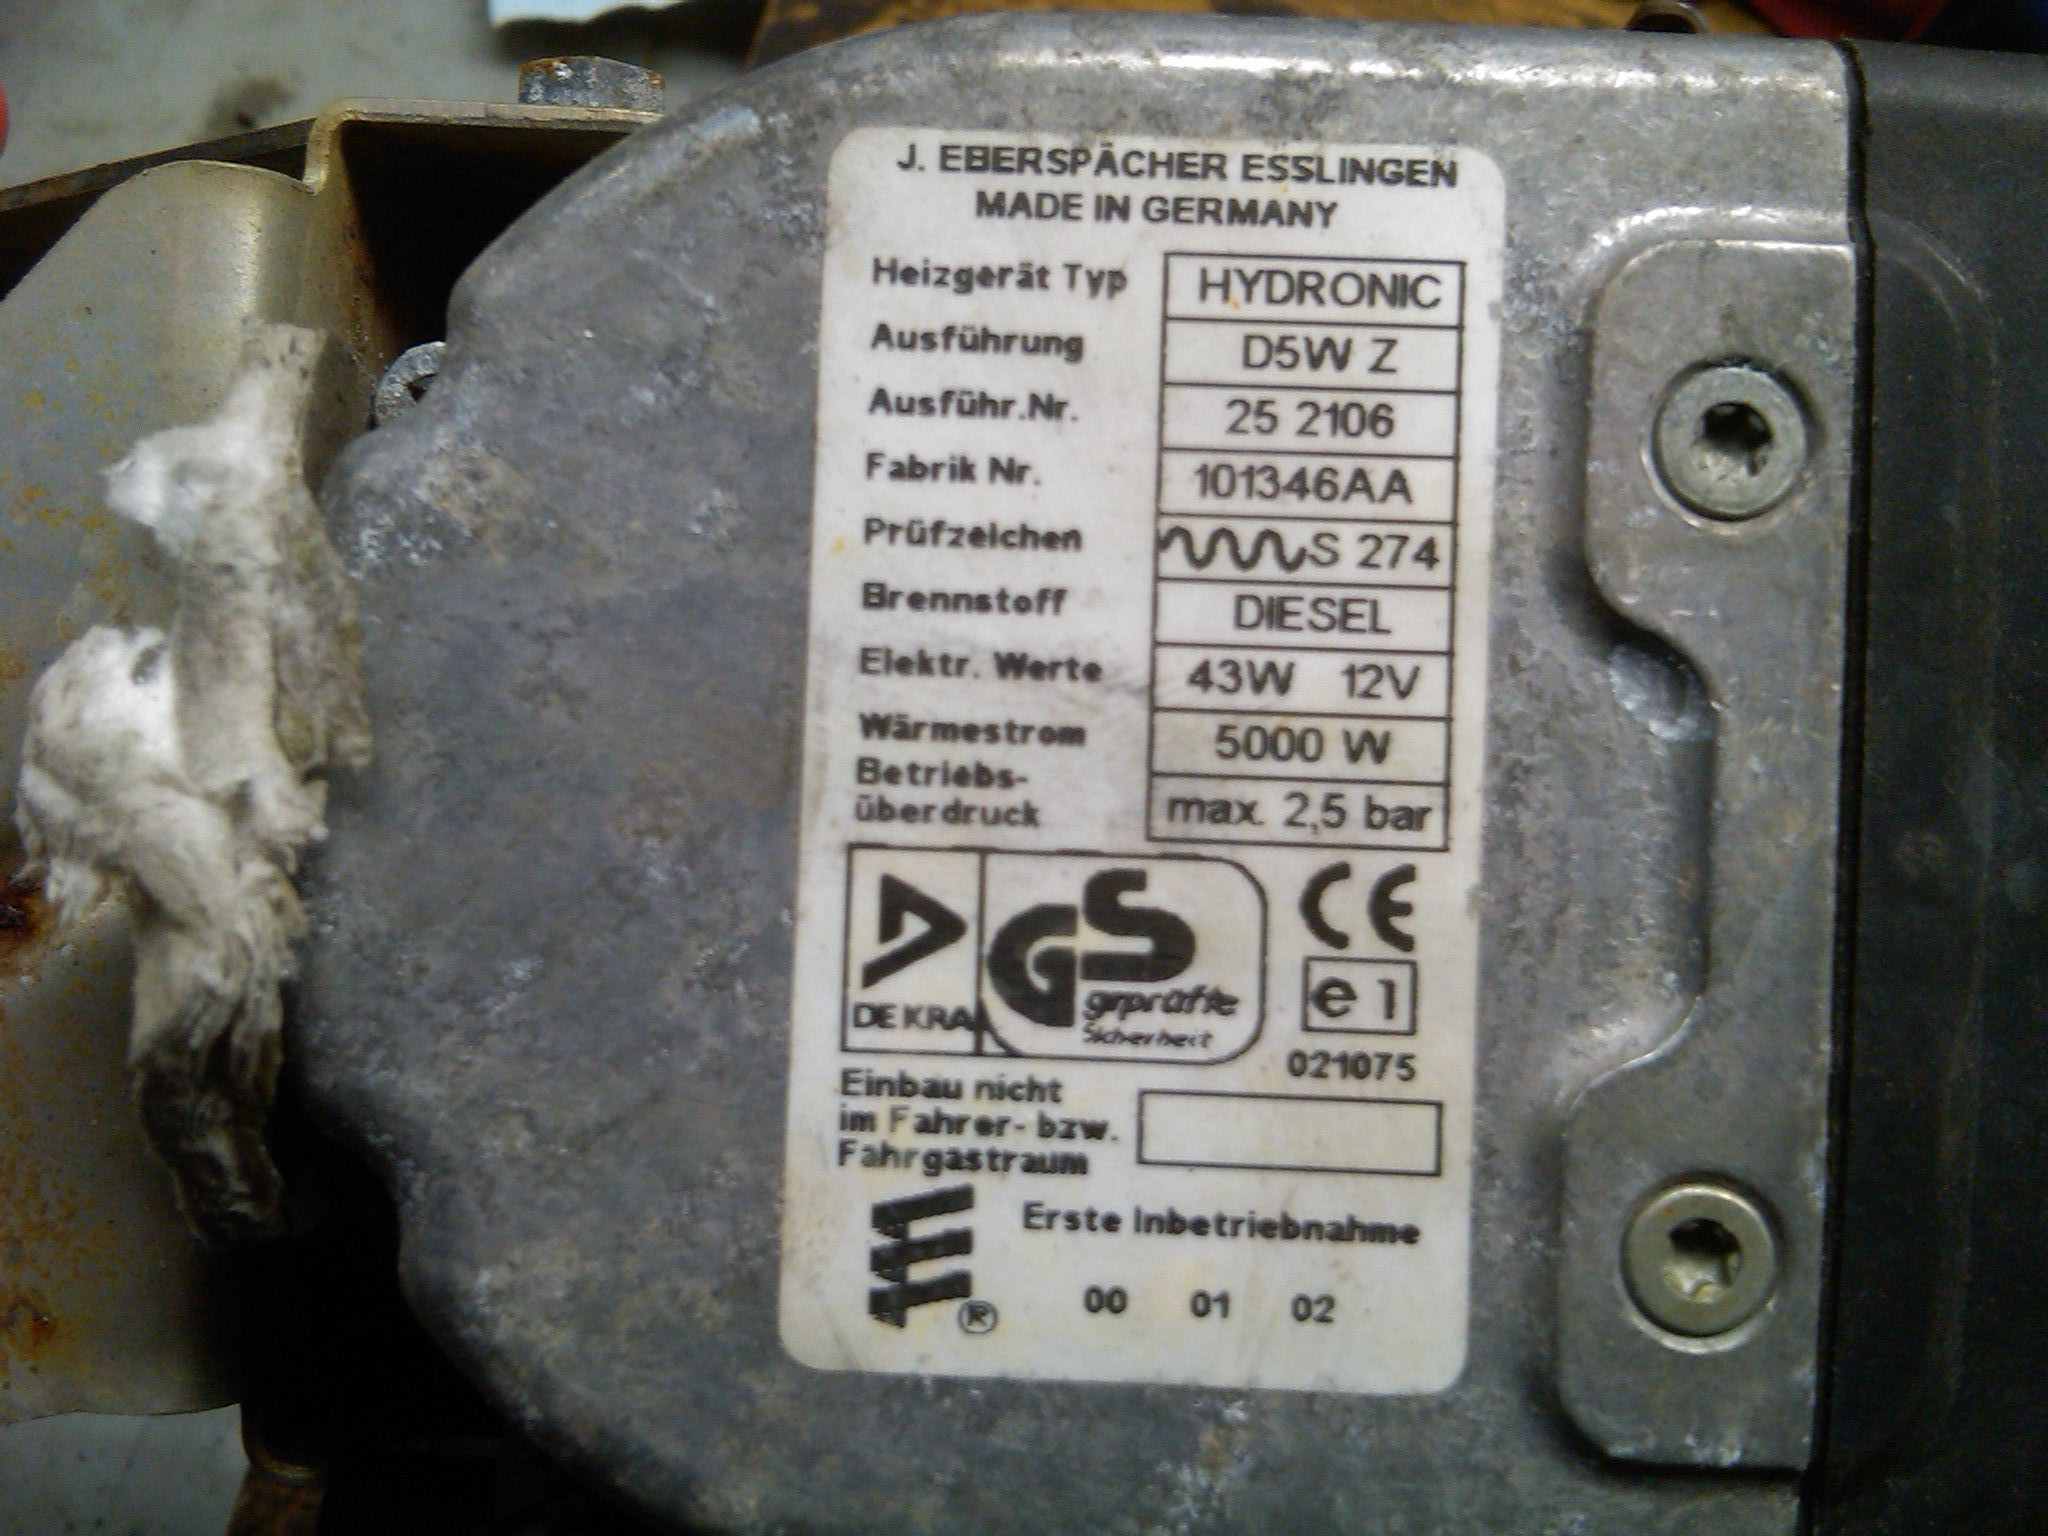 J. EBERSPÄCHER ESSLINGEN
MADE IN GERMANY
Heizgerät Typ HYDRONIC
Ausführung D5W Z
Ausführ.Nr. 25 2106
Fabrik Nr. 101346AA
Prüfzeichen S 274
Brennstoff DIESEL
Elektr. Werte 43W 12V
Wärmestrom 5000 W
Betriebs-
überdruck max. 2,5 bar
DEKRA
GS
geprüfte
Sicherheit
CE
e 1
021075
Einbau nicht
im Fahrer- bzw.
Fahrgastraum
Erste Inbetriebnahme
® 00 01 02